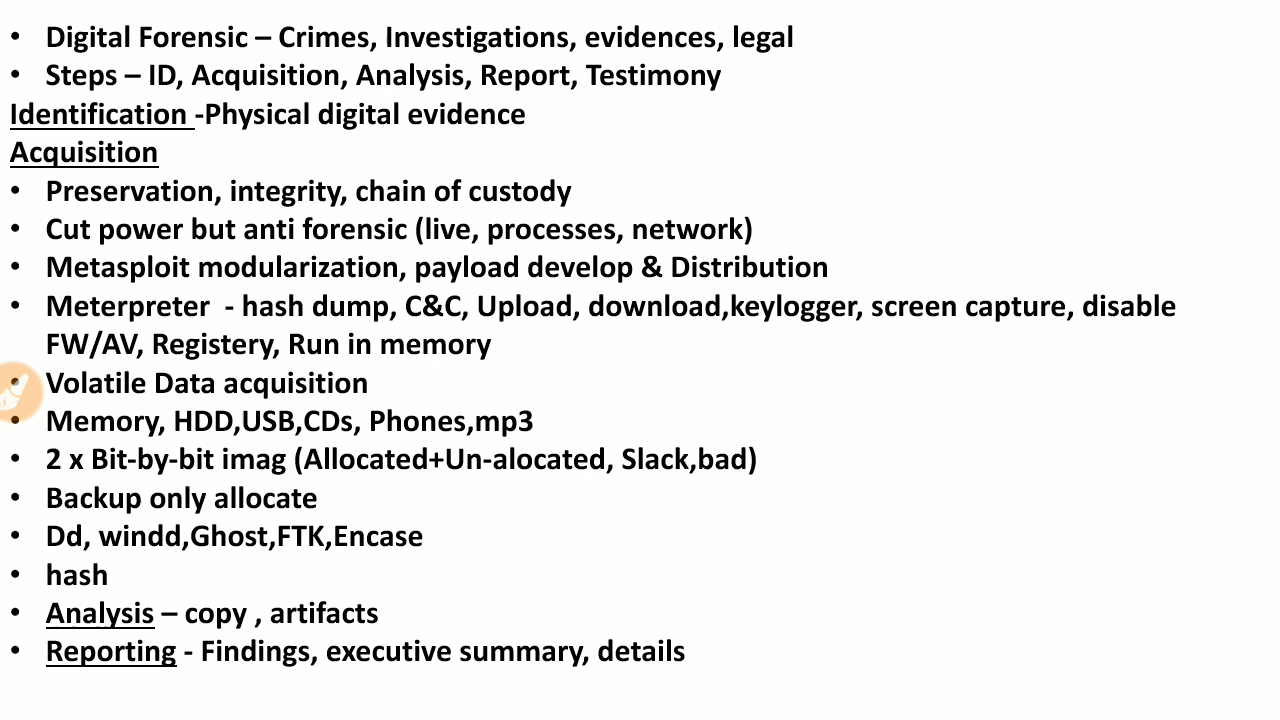 • Digital Forensic – Crimes, Investigations, evidences, legal
• Steps – ID, Acquisition, Analysis, Report, Testimony
Identification -Physical digital evidence
Acquisition
• Preservation, integrity, chain of custody
• Cut power but anti forensic (live, processes, network)
• Metasploit modularization, payload develop & Distribution
• Meterpreter  - hash dump, C&C, Upload, download,keylogger, screen capture, disable
FW/AV, Registery, Run in memory
• Volatile Data acquisition
• Memory, HDD,USB,CDs, Phones,mp3
• 2 x Bit-by-bit imag (Allocated+Un-alocated, Slack,bad)
• Backup only allocate
• Dd, windd,Ghost,FTK,Encase
• hash
• Analysis – copy , artifacts
• Reporting - Findings, executive summary, details